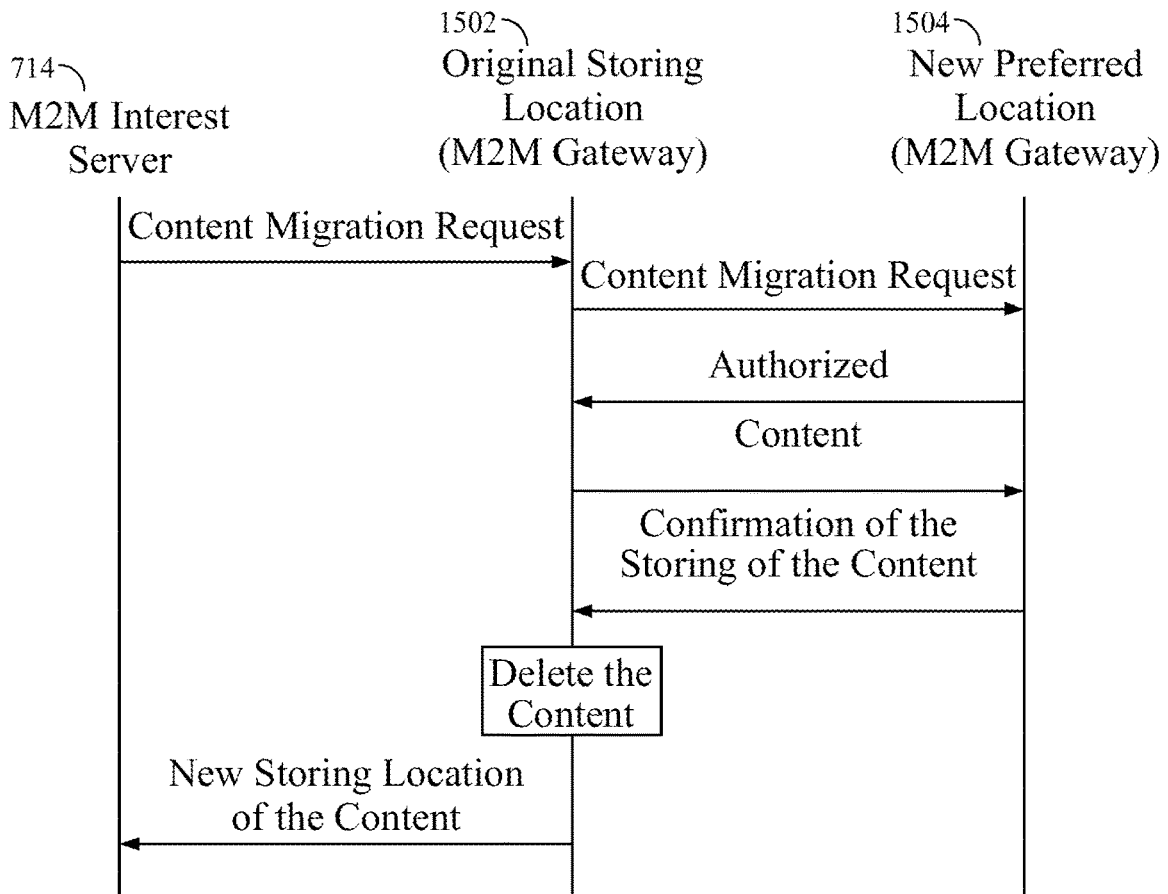 714
M2M Interest
Server
1502
Original Storing
Location
(M2M Gateway)
1504
New Preferred
Location
(M2M Gateway)
Content Migration Request
Content Migration Request
Authorized
Content
Confirmation of the
Storing of the Content
Delete the
Content
New Storing Location
of the Content